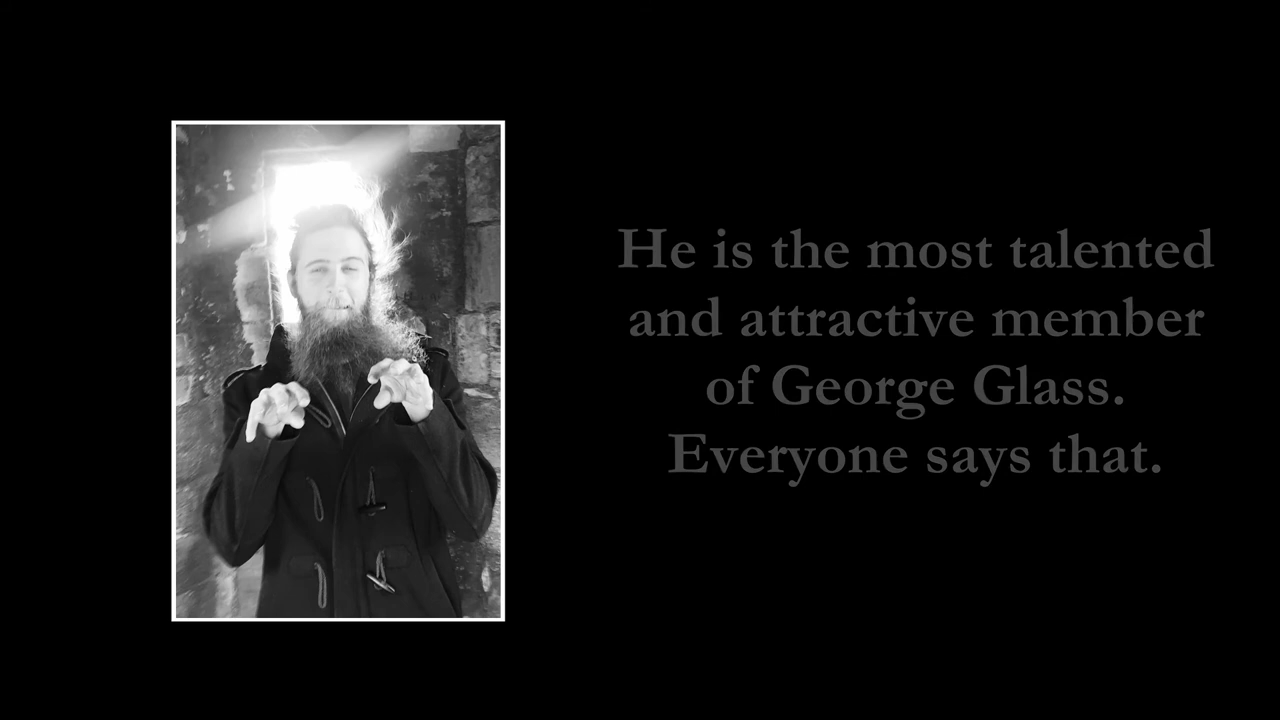 He is the most talented
and attractive member
of George Glass.
Everyone says that.